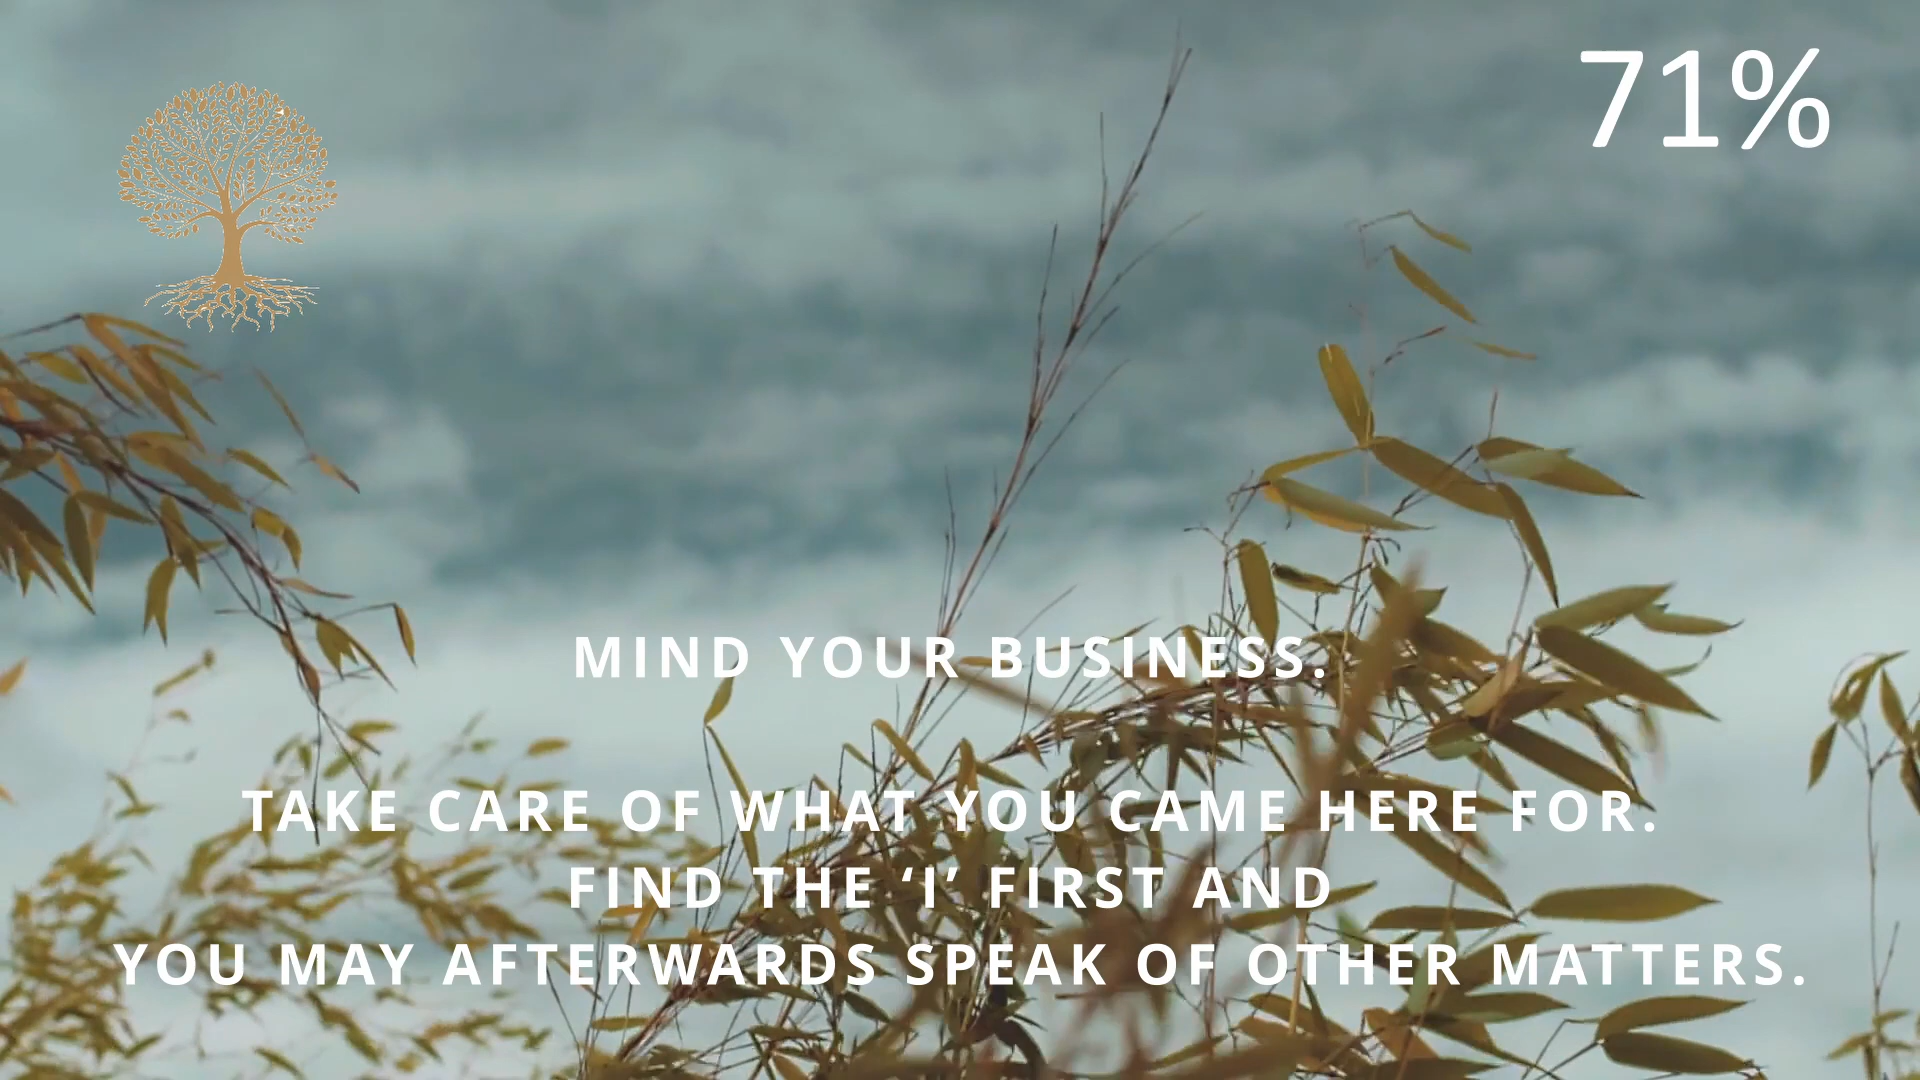 71%
MIND YOUR BUSINESS.
TAKE CARE OF WHAT YOU CAME HERE FOR.
FIND THE ‘I’ FIRST AND
YOU MAY AFTERWARDS SPEAK OF OTHER MATTERS.